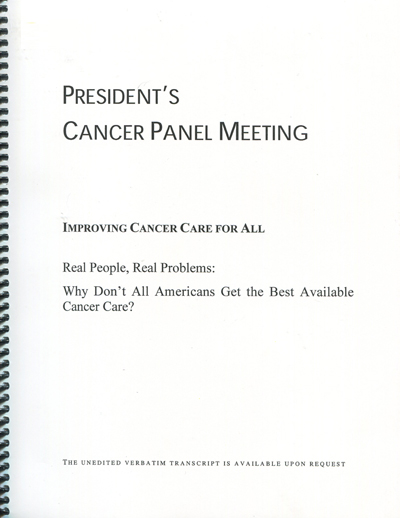 PRESIDENT'S
CANCER PANEL MEETING
IMPROVING CANCER CARE FOR ALL
Real People, Real Problems:
Why Don't All Americans Get the Best Available
Cancer Care?
THE UNEDITED VERBATIM TRANSCRIPT IS AVAILABLE UPON REQUEST